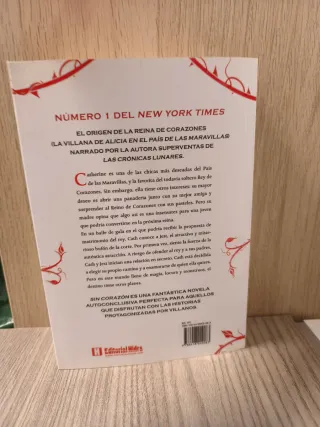 NÚMERO 1 DEL NEW YORK TIMES
EL ORIGEN DE LA REINA DE CORAZONES
(LA VILLANA DE ALICIA EN EL PAÍS DE LAS MARAVILLAS)
NARRADO POR LA AUTORA SUPERVENTAS DE
LAS CRÓNICAS LUNARES.
Catherine es una de las chicas más deseadas del País
de las Maravillas, y la favorita del todavía soltero Rey de
Corazones. Sin embargo, ella tiene otros intereses: su mayor
deseo es abrir una panadería junto con su mejor amiga y
sorprender al Reino de Corazones con sus pasteles. Pero su
madre opina que algo así es una insensatez para una joven
que podría convertirse en la próxima reina.
En un baile de gala en el que podría recibir la propuesta de
matrimonio del rey, Cath conoce a Jest, el atractivo y miste-
rioso bufón de la corte. Por primera vez, siente la fuerza de la
auténtica atracción. A riesgo de ofender al rey y a sus padres,
Cath y Jest inician una relación en secreto. Cath está decidida
a elegir su propio camino y a enamorarse de quien ella quiera.
Pero en un mundo lleno de magia, locura y monstruos, el
destino tiene otros planes.
SIN CORAZÓN ES UNA FANTÁSTICA NOVELA
AUTOCONCLUSIVA PERFECTA PARA AQUELLOS
QUE DISFRUTAN CON LAS HISTORIAS
PROTAGONIZADAS POR VILLANOS.
Editorial Hidra